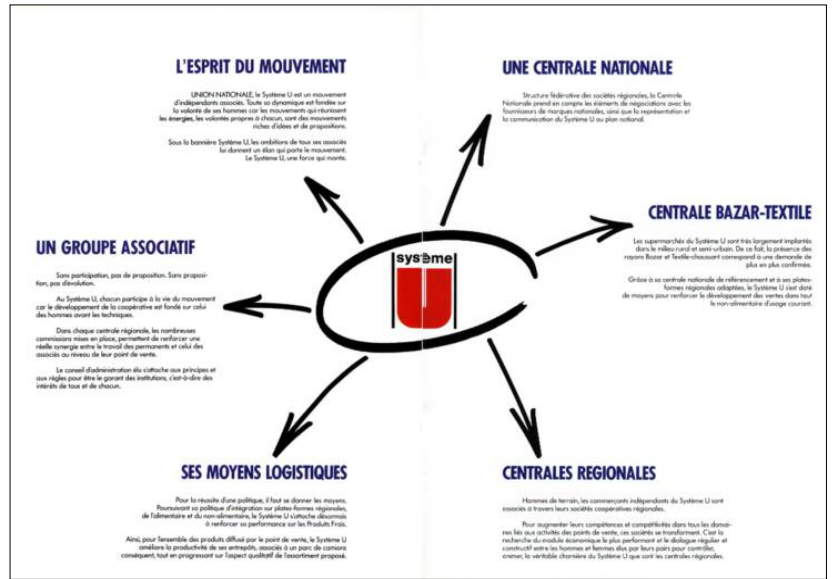 L'ESPRIT DU MOUVEMENT
UNION NATIONALE, le Système U est un mouvement
d'indépendants associés. Toute sa dynamique est fondée sur
la volonté de ses hommes car les mouvements qui réunissent
les énergies, les volontés propres à chacun, sont des mouvements
riches d'idées et de propositions.
Sous la bannière Système U, les ambitions de tous ses associés
lui donnent un élan qui porte le mouvement.
Le Système U, une force qui monte.
UNE CENTRALE NATIONALE
Structure fédérative des sociétés régionales, la Centrale
Nationale prend en compte les éléments de négociations avec les
fournisseurs de marques nationales, ainsi que la représentation et
la communication du Système U au plan national.
CENTRALE BAZAR-TEXTILE
Les supermarchés du Système U sont très largement implantés
dans le milieu rural et semi-urbain. De ce fait, la présence des
rayons Bazar et Textile-chaussant correspond à une demande de
plus en plus confirmée.
Grâce à sa centrale nationale de référencement et à ses plates-
formes régionales adaptées, le Système U s'est doté
de moyens pour renforcer le développement des ventes dans tout
le non-alimentaire d'usage courant.
UN GROUPE ASSOCIATIF
Sans participation, pas de proposition. Sans proposi-
tion, pas d'évolution.
Au Système U, chacun participe à la vie du mouvement
car le développement de la coopérative est fondé sur celui
des hommes avant les techniques.
Dans chaque centrale régionale, les nombreuses
commissions mises en place, permettent de renforcer une
réelle synergie entre le travail des permanents et celui des
associés au niveau de leur point de vente.
Le conseil d'administration élu s'attache aux principes et
aux règles pour être le garant des institutions, c'est-à-dire des
intérêts de tous et de chacun.
système
U
SES MOYENS LOGISTIQUES
Pour la réussite d'une politique, il faut se donner les moyens.
Poursuivant sa politique d'intégration sur plates-formes régionales,
de l'alimentaire et du non-alimentaire, le Système U s'attache désormais
à renforcer sa performance sur les Produits Frais.
Ainsi, pour l'ensemble des produits diffusé par le point de vente, le Système U
améliore la productivité de ses entrepôts, associés à un parc de camions
conséquent, tout en progressant sur l'aspect qualitatif de l'assortiment proposé.
CENTRALES REGIONALES
Hommes de terrain, les commerçants indépendants du Système U sont
associés à travers leurs sociétés coopératives régionales.
Pour augmenter leurs compétences et compétitivités dans tous les domai-
nes liés aux activités des points de vente, ces sociétés se transforment. C'est la
recherche du module économique le plus performant et le dialogue régulier et
constructif entre les hommes et femmes élus par leurs pairs pour contrôler,
animer, la véritable charnière du Système U que sont les centrales régionales.